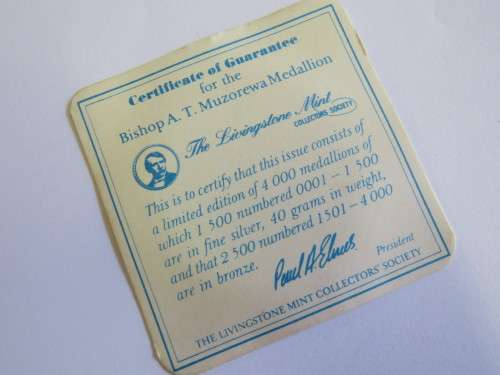 Certificate of Guarantee
for the
Bishop A. T. Muzorewa Medallion
The Livingstone Mint
COLLECTORS SOCIETY
This is to certify that this issue consists of
a limited edition of 4 000 medallions of
which 1 500 numbered 0001 – 1 500
are in fine silver, 40 grams in weight,
and that 2 500 numbered 1501 – 4 000
are in bronze.
President
THE LIVINGSTONE MINT COLLECTORS' SOCIETY